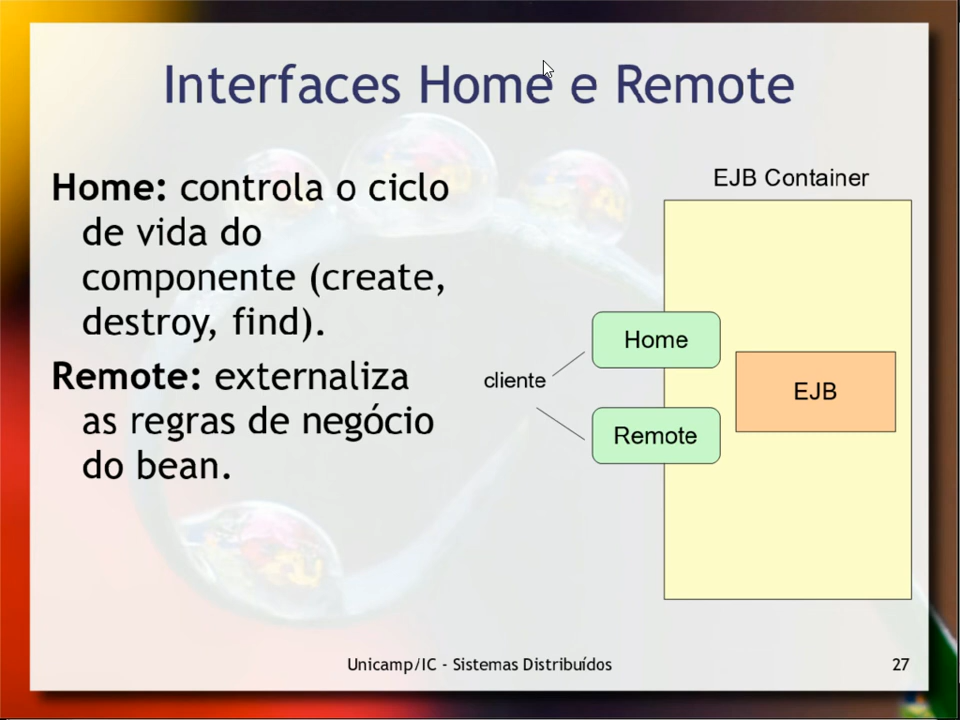 Interfaces Home e Remote
Home: controla o ciclo
de vida do
componente (create,
destroy, find).
Remote: externaliza
as regras de negócio
do bean.
EJB Container
Home
cliente
EJB
Remote
Unicamp/IC - Sistemas Distribuídos
27